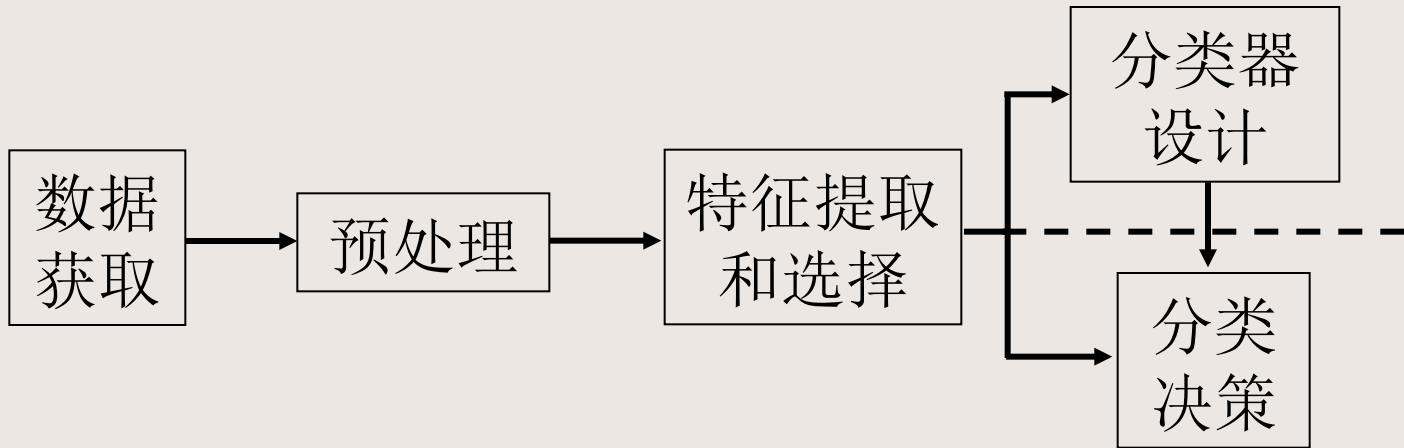 数据
获取
预处理
特征提取
和选择
分类器
设计
分类
决策